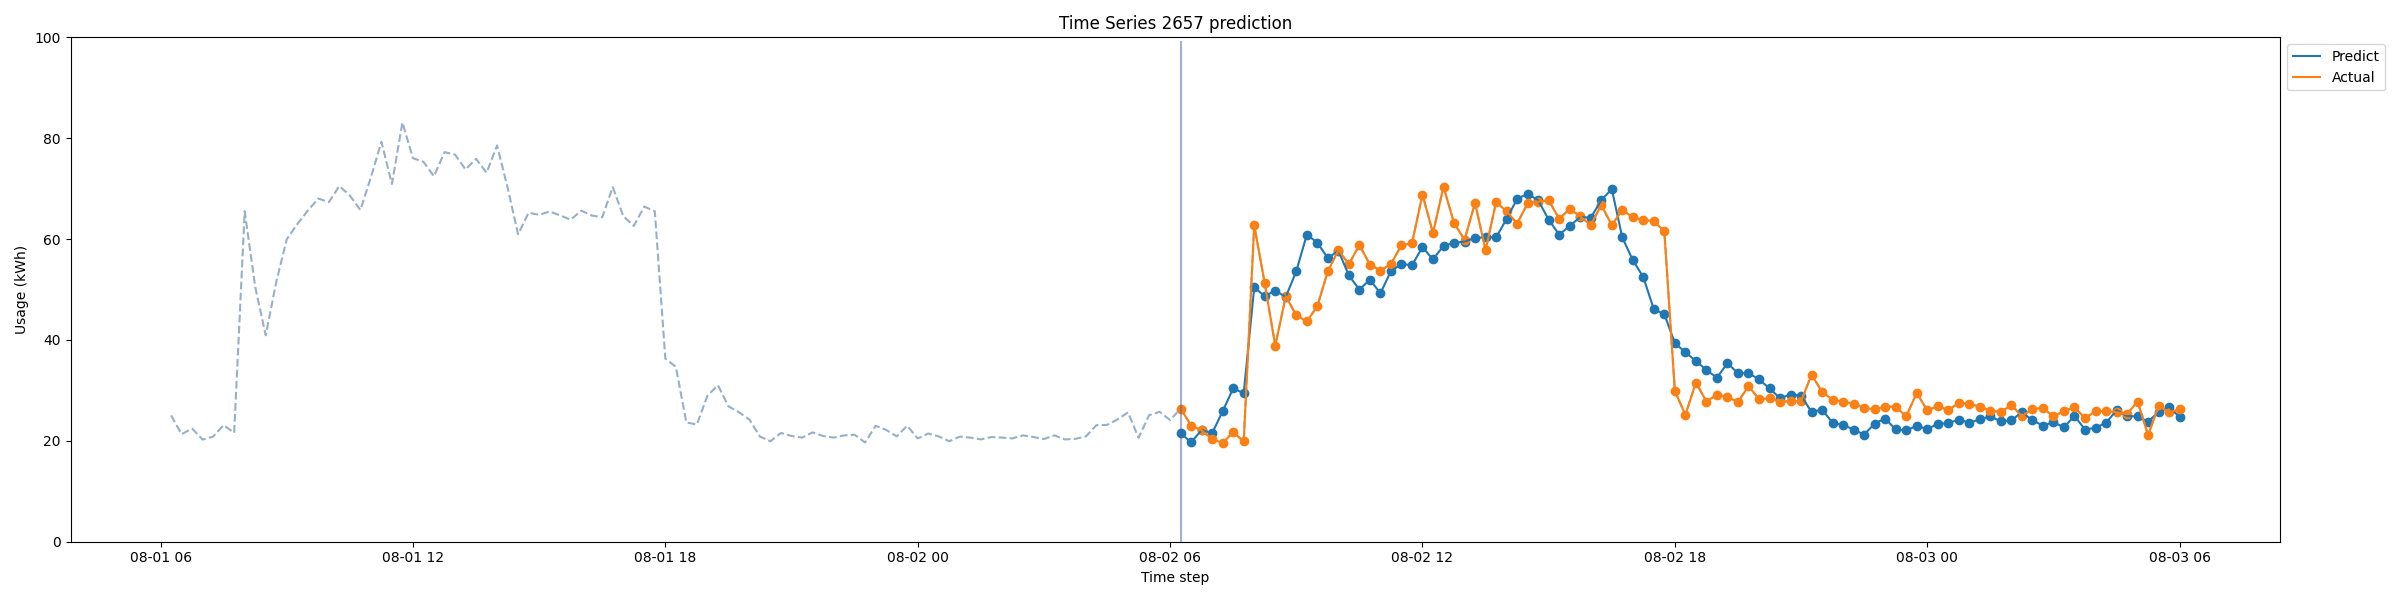 Time Series 2657 prediction
100
80
60
40
20
0
Usage (kWh)
Predict
Actual
08-01 06 08-01 12 08-01 18 08-02 00 08-02 06 08-02 12 08-02 18 08-03 00 08-03 06
Time step